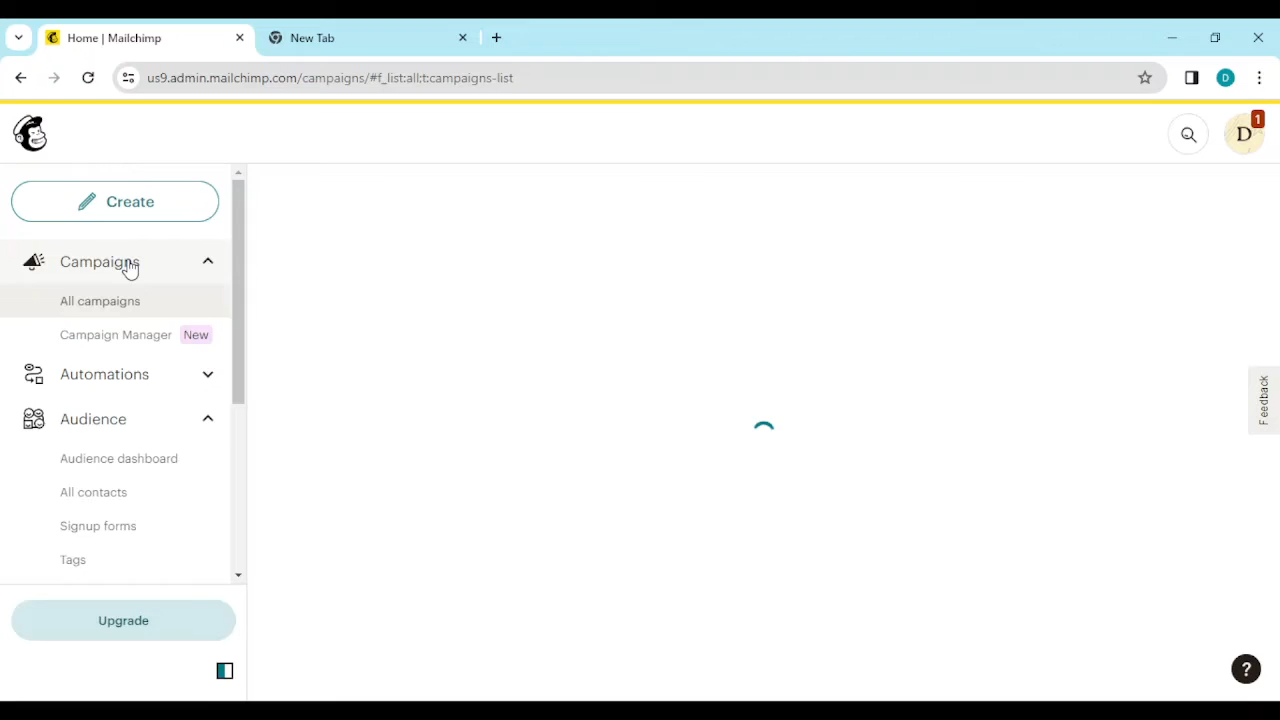 Home | Mailchimp
New Tab
us9.admin.mailchimp.com/campaigns/#f_list:all;t:campaigns-list
D
1
D
Create
Campaigns
All campaigns
Campaign Manager New
Automations
Audience
Audience dashboard
All contacts
Signup forms
Tags
Upgrade
Feedback
?